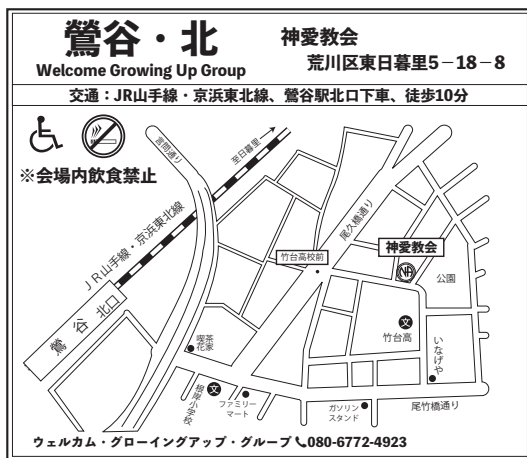 鶯谷・北
Welcome Growing Up Group
神愛教会
荒川区東日暮里5－18－8
交通：JR山手線・京浜東北線、鶯谷駅北口下車、徒歩10分
※会場内飲食禁止
言問通り
至日暮里
JR山手線・京浜東北線
鶯谷
北口
尾久橋通り
竹台高校前
神愛教会
NA
公園
文
竹台高
いなげや
喫茶
花家
文
根岸小学校
ファミリー
マート
ガソリン
スタンド
尾竹橋通り
ウェルカム・グローイングアップ・グループ 080-6772-4923